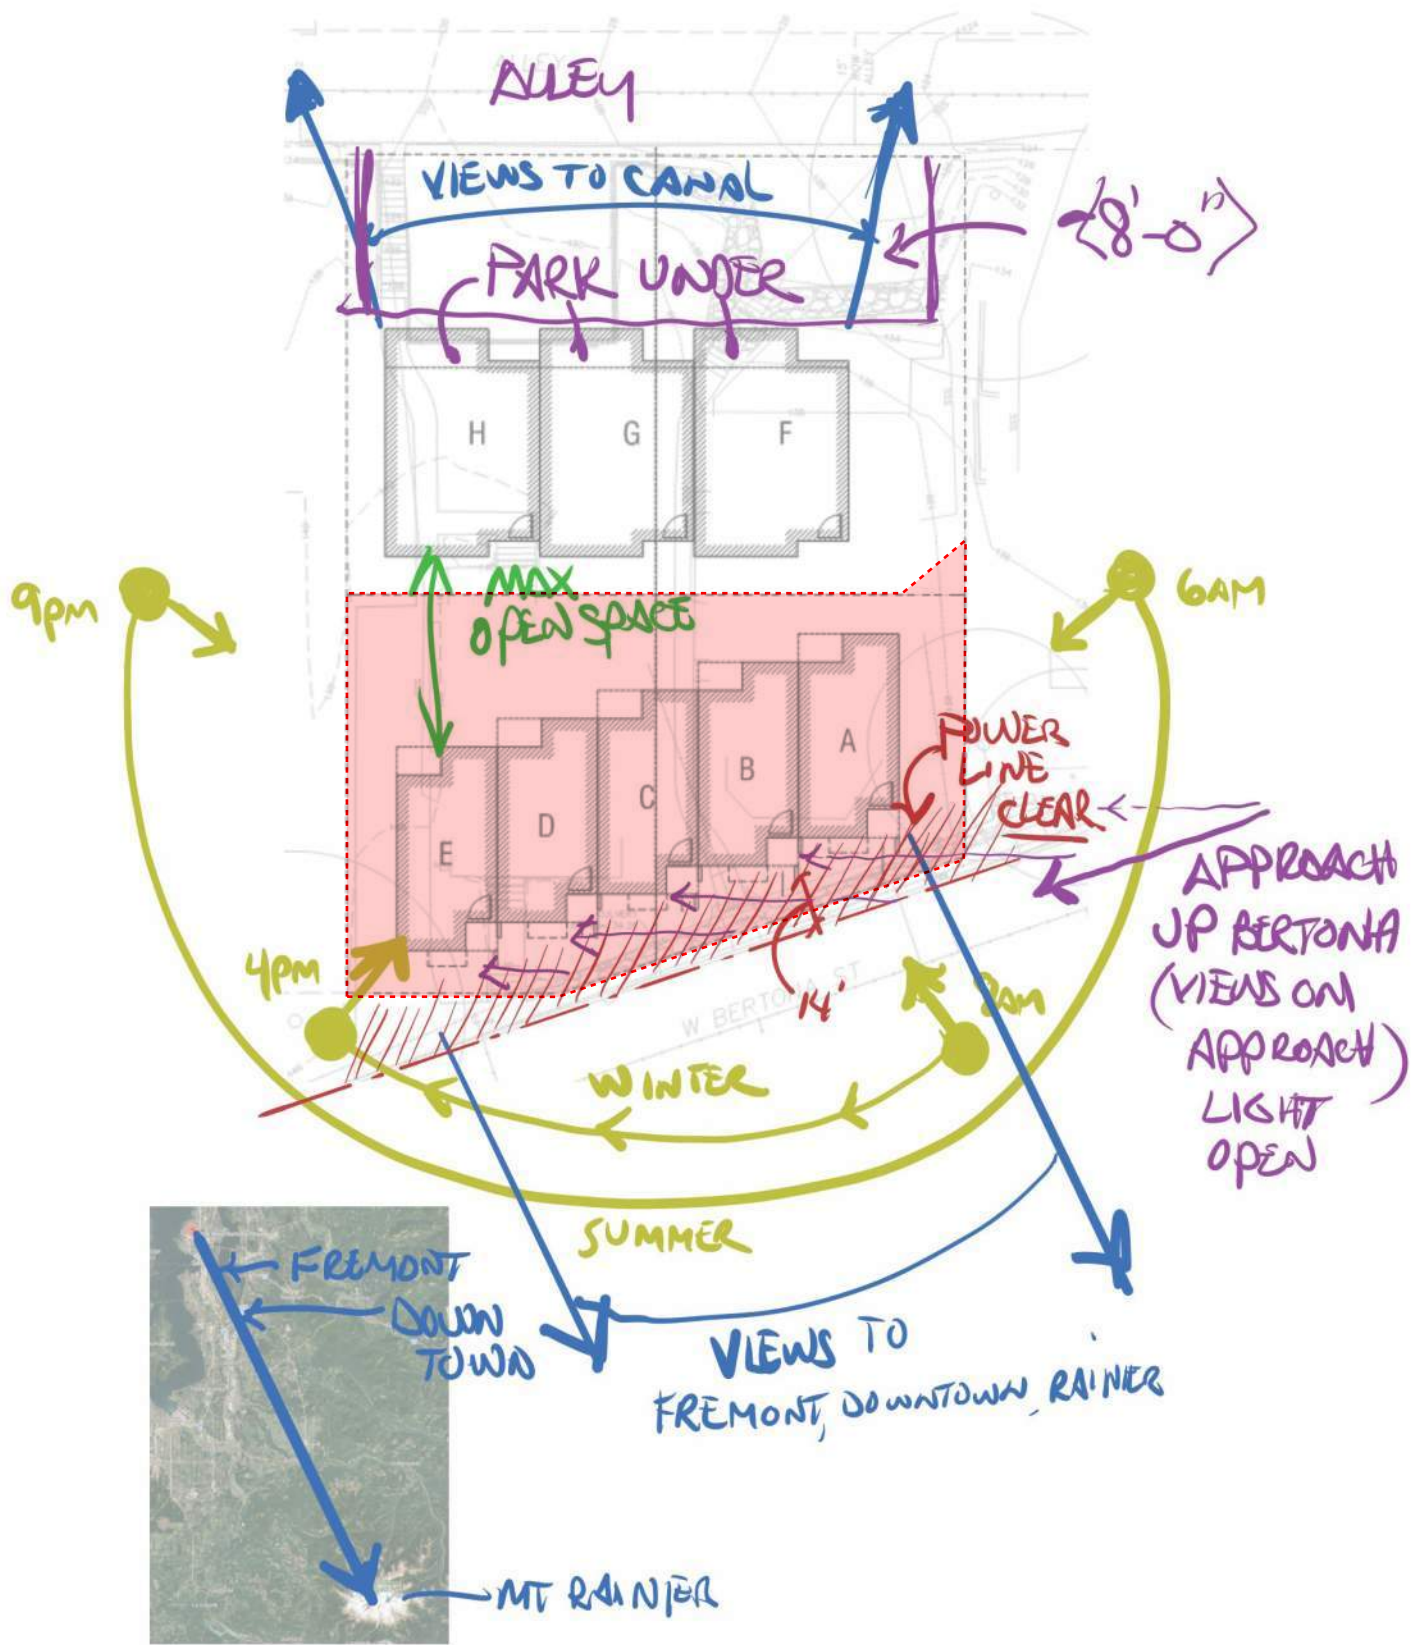 ALLEY
VIEWS TO CANAL
18'-0"
PARK UNDER
H
G
F
9PM
MAX
OPEN SPACE
6AM
A
B
C
D
E
POWER
LINE
CLEAR
APPROACH
UP BERTONA
(VIEWS ON
APPROACH)
LIGHT
OPEN
4PM
14'
W BERTONA ST
WINTER
SUMMER
FREMONT
DOWN
TOWN
VIEWS TO
FREMONT, DOWNTOWN, RAINIER
MT RAINIER